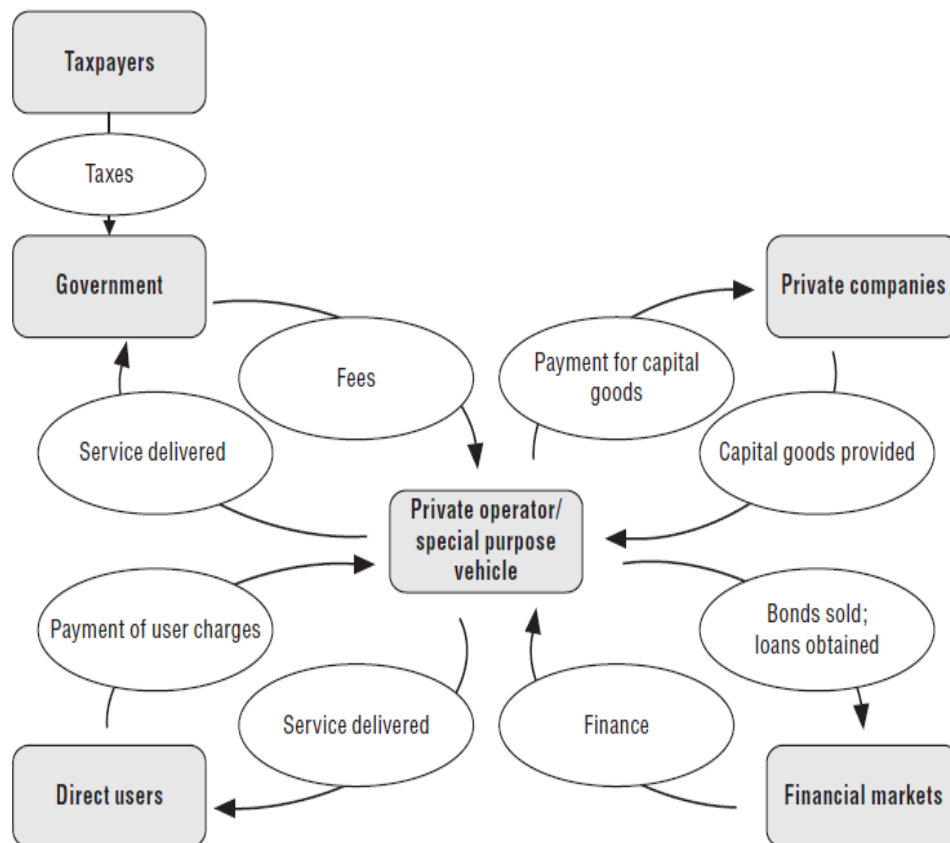 Taxpayers
Taxes
Government
Private companies
Fees
Payment for capital
goods
Service delivered
Capital goods provided
Private operator/
special purpose
vehicle
Payment of user charges
Bonds sold;
loans obtained
Service delivered
Finance
Direct users
Financial markets